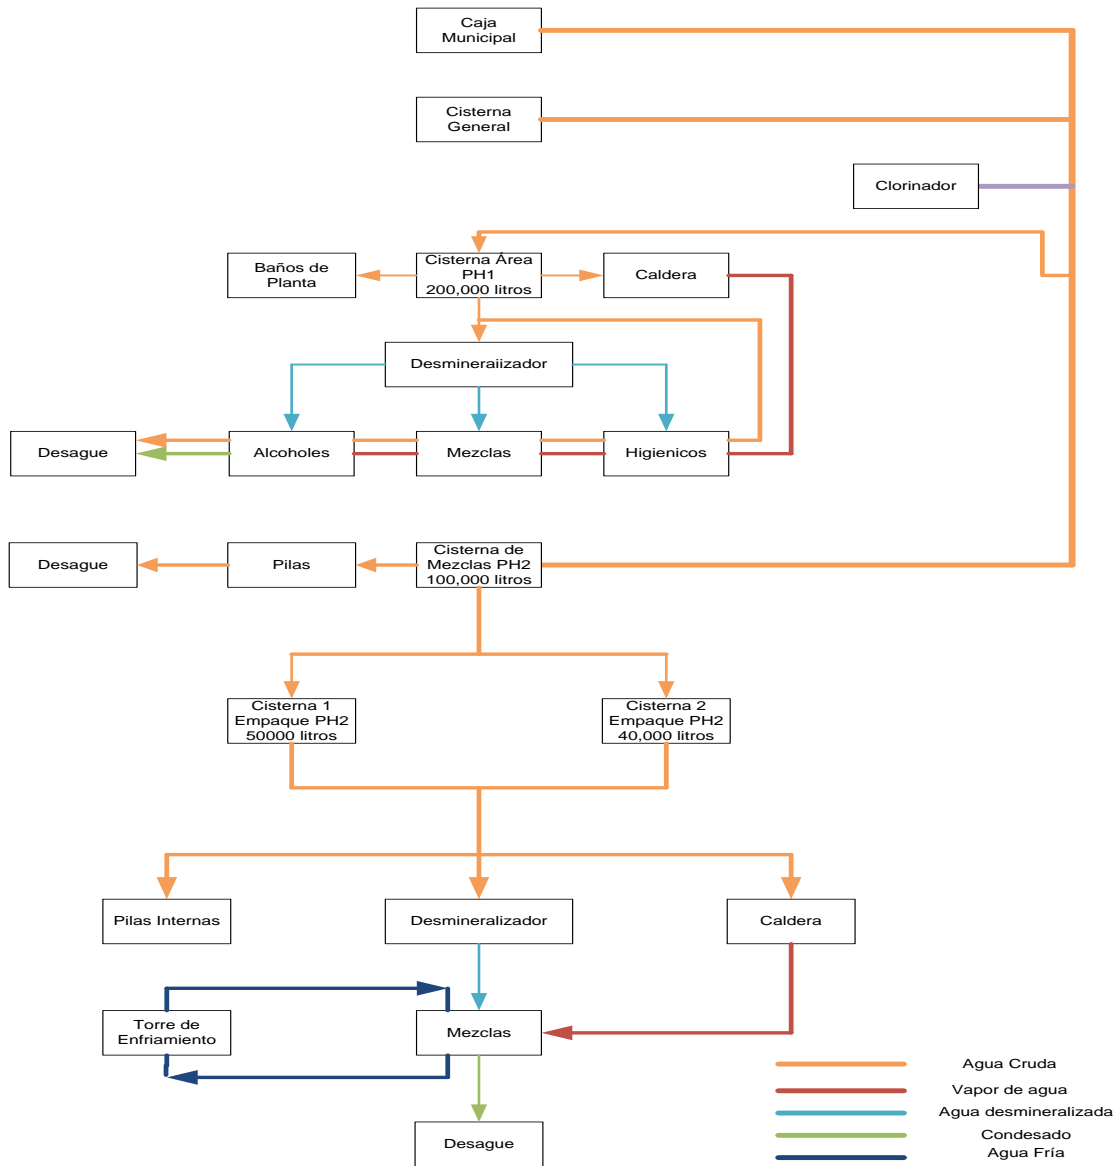 Caja
Municipal
Cisterna
General
Clorinador
Baños de
Planta
Cisterna Área
PH1
200,000 litros
Caldera
Desmineraiizador
Desague
Alcoholes
Mezclas
Higienicos
Desague
Pilas
Cisterna de
Mezclas PH2
100,000 litros
Cisterna 1
Empaque PH2
50000 litros
Cisterna 2
Empaque PH2
40,000 litros
Pilas Internas
Desmineralizador
Caldera
Torre de
Enfriamiento
Mezclas
Desague
Agua Cruda
Vapor de agua
Agua desmineralizada
Condesado
Agua Fría